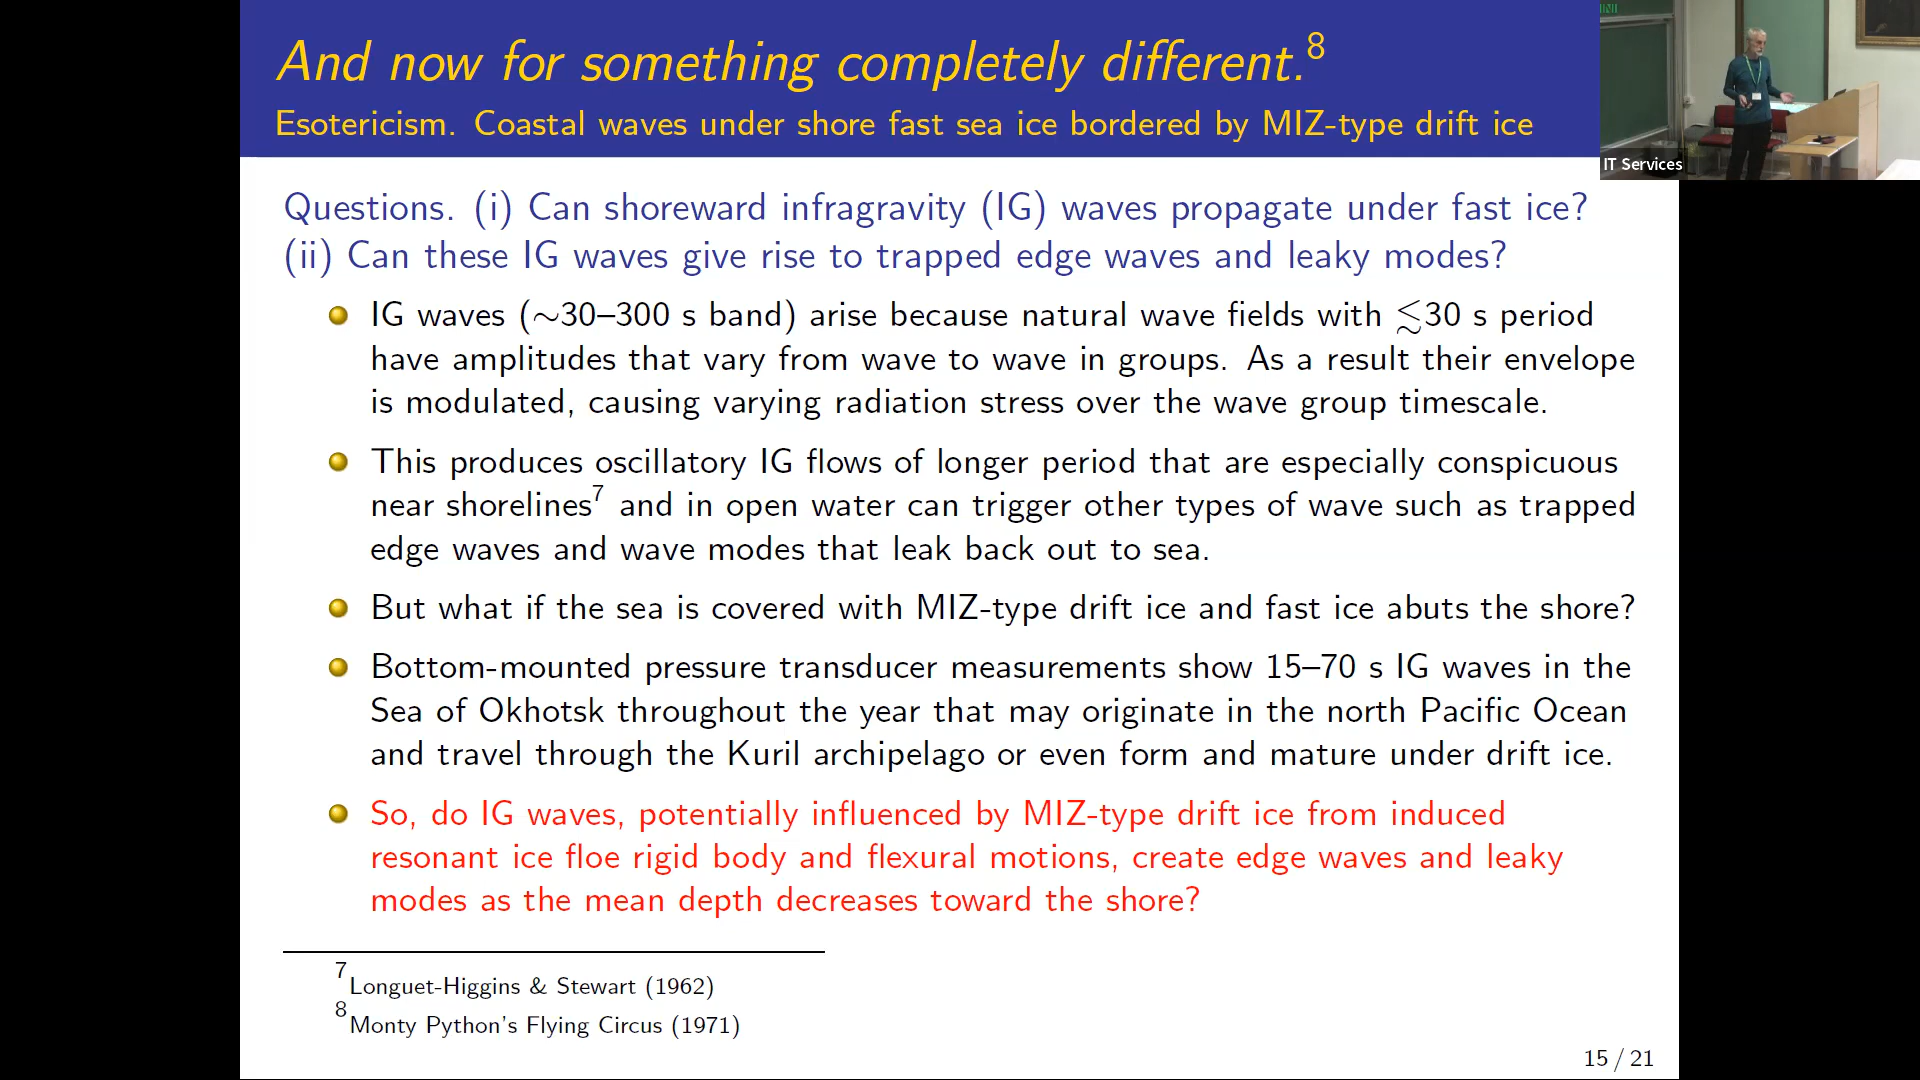 And now for something completely different.8
Esotericism. Coastal waves under shore fast sea ice bordered by MIZ-type drift ice
IT Services
Questions. (i) Can shoreward infragravity (IG) waves propagate under fast ice?
(ii) Can these IG waves give rise to trapped edge waves and leaky modes?
IG waves (∼30–300 s band) arise because natural wave fields with ≲30 s period
have amplitudes that vary from wave to wave in groups. As a result their envelope
is modulated, causing varying radiation stress over the wave group timescale.
This produces oscillatory IG flows of longer period that are especially conspicuous
near shorelines7 and in open water can trigger other types of wave such as trapped
edge waves and wave modes that leak back out to sea.
But what if the sea is covered with MIZ-type drift ice and fast ice abuts the shore?
Bottom-mounted pressure transducer measurements show 15–70 s IG waves in the
Sea of Okhotsk throughout the year that may originate in the north Pacific Ocean
and travel through the Kuril archipelago or even form and mature under drift ice.
So, do IG waves, potentially influenced by MIZ-type drift ice from induced
resonant ice floe rigid body and flexural motions, create edge waves and leaky
modes as the mean depth decreases toward the shore?
7 Longuet-Higgins & Stewart (1962)
8 Monty Python's Flying Circus (1971)
15 / 21